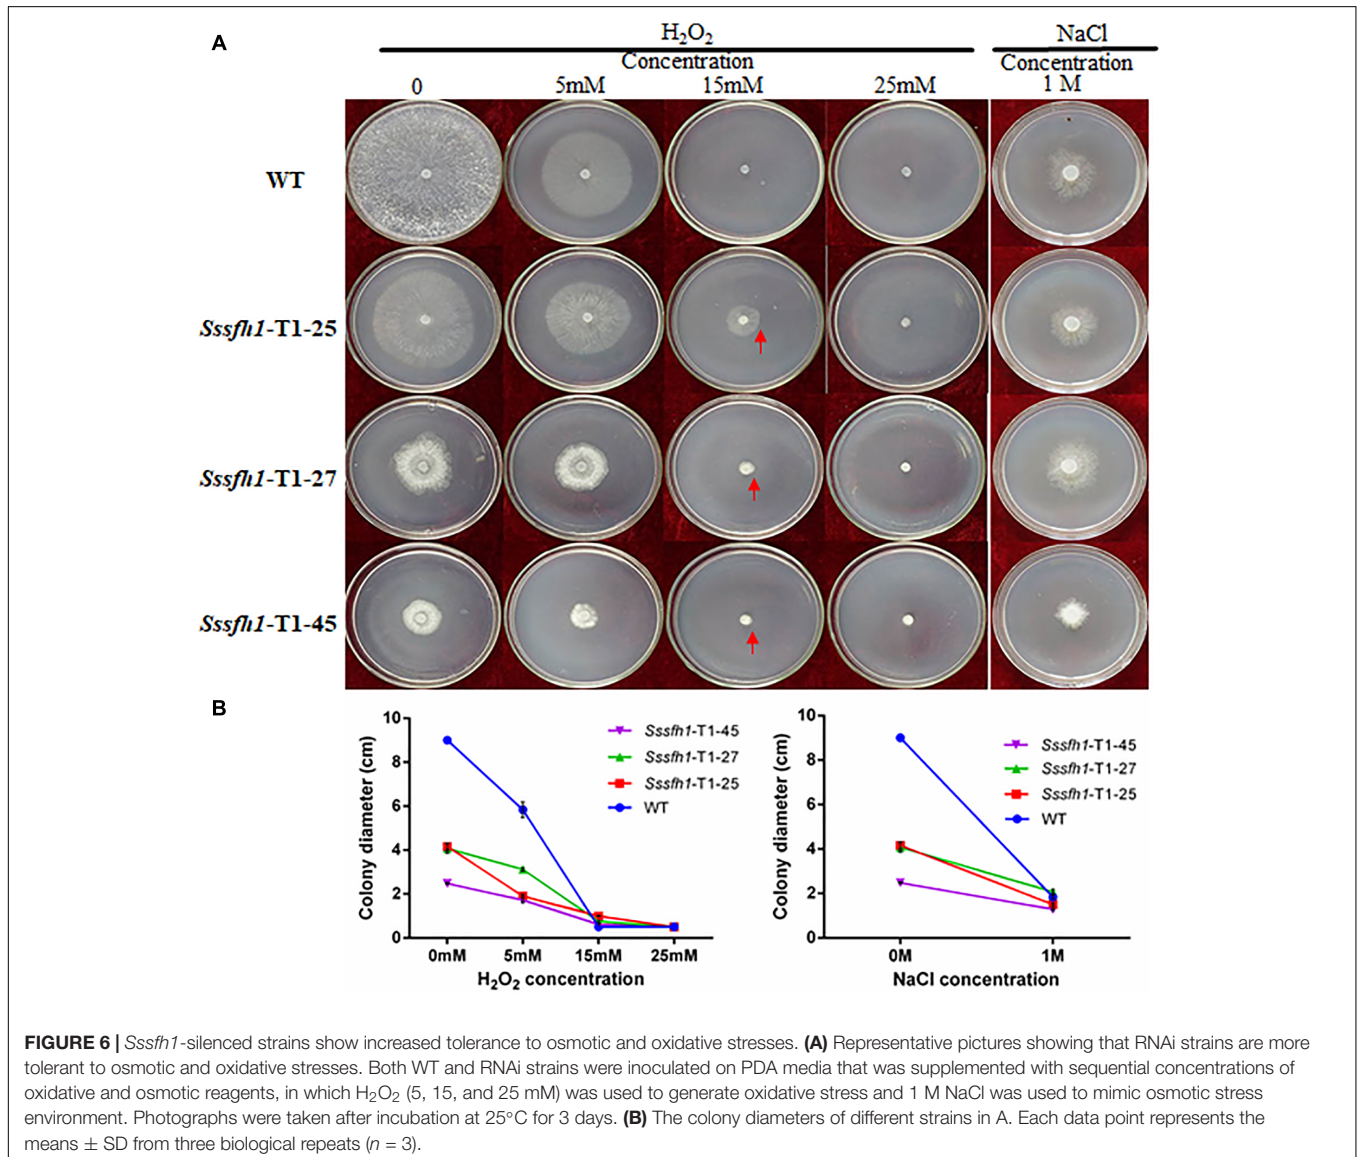 A
H₂O₂
NaCl
Concentration
Concentration
0
5mM
15mM
25mM
1 M
WT
Sssfh1-T1-25
Sssfh1-T1-27
Sssfh1-T1-45
B
10
8
6
4
2
0
Colony diameter (cm)
Sssfh1-T1-45
Sssfh1-T1-27
Sssfh1-T1-25
WT
0mM 5mM 15mM 25mM
H₂O₂ concentration
10
8
6
4
2
0
Colony diameter (cm)
Sssfh1-T1-45
Sssfh1-T1-27
Sssfh1-T1-25
WT
0M 1M
NaCl concentration
FIGURE 6 | Sssfh1-silenced strains show increased tolerance to osmotic and oxidative stresses. (A) Representative pictures showing that RNAi strains are more
tolerant to osmotic and oxidative stresses. Both WT and RNAi strains were inoculated on PDA media that was supplemented with sequential concentrations of
oxidative and osmotic reagents, in which H₂O₂ (5, 15, and 25 mM) was used to generate oxidative stress and 1 M NaCl was used to mimic osmotic stress
environment. Photographs were taken after incubation at 25°C for 3 days. (B) The colony diameters of different strains in A. Each data point represents the
means ± SD from three biological repeats (n = 3).